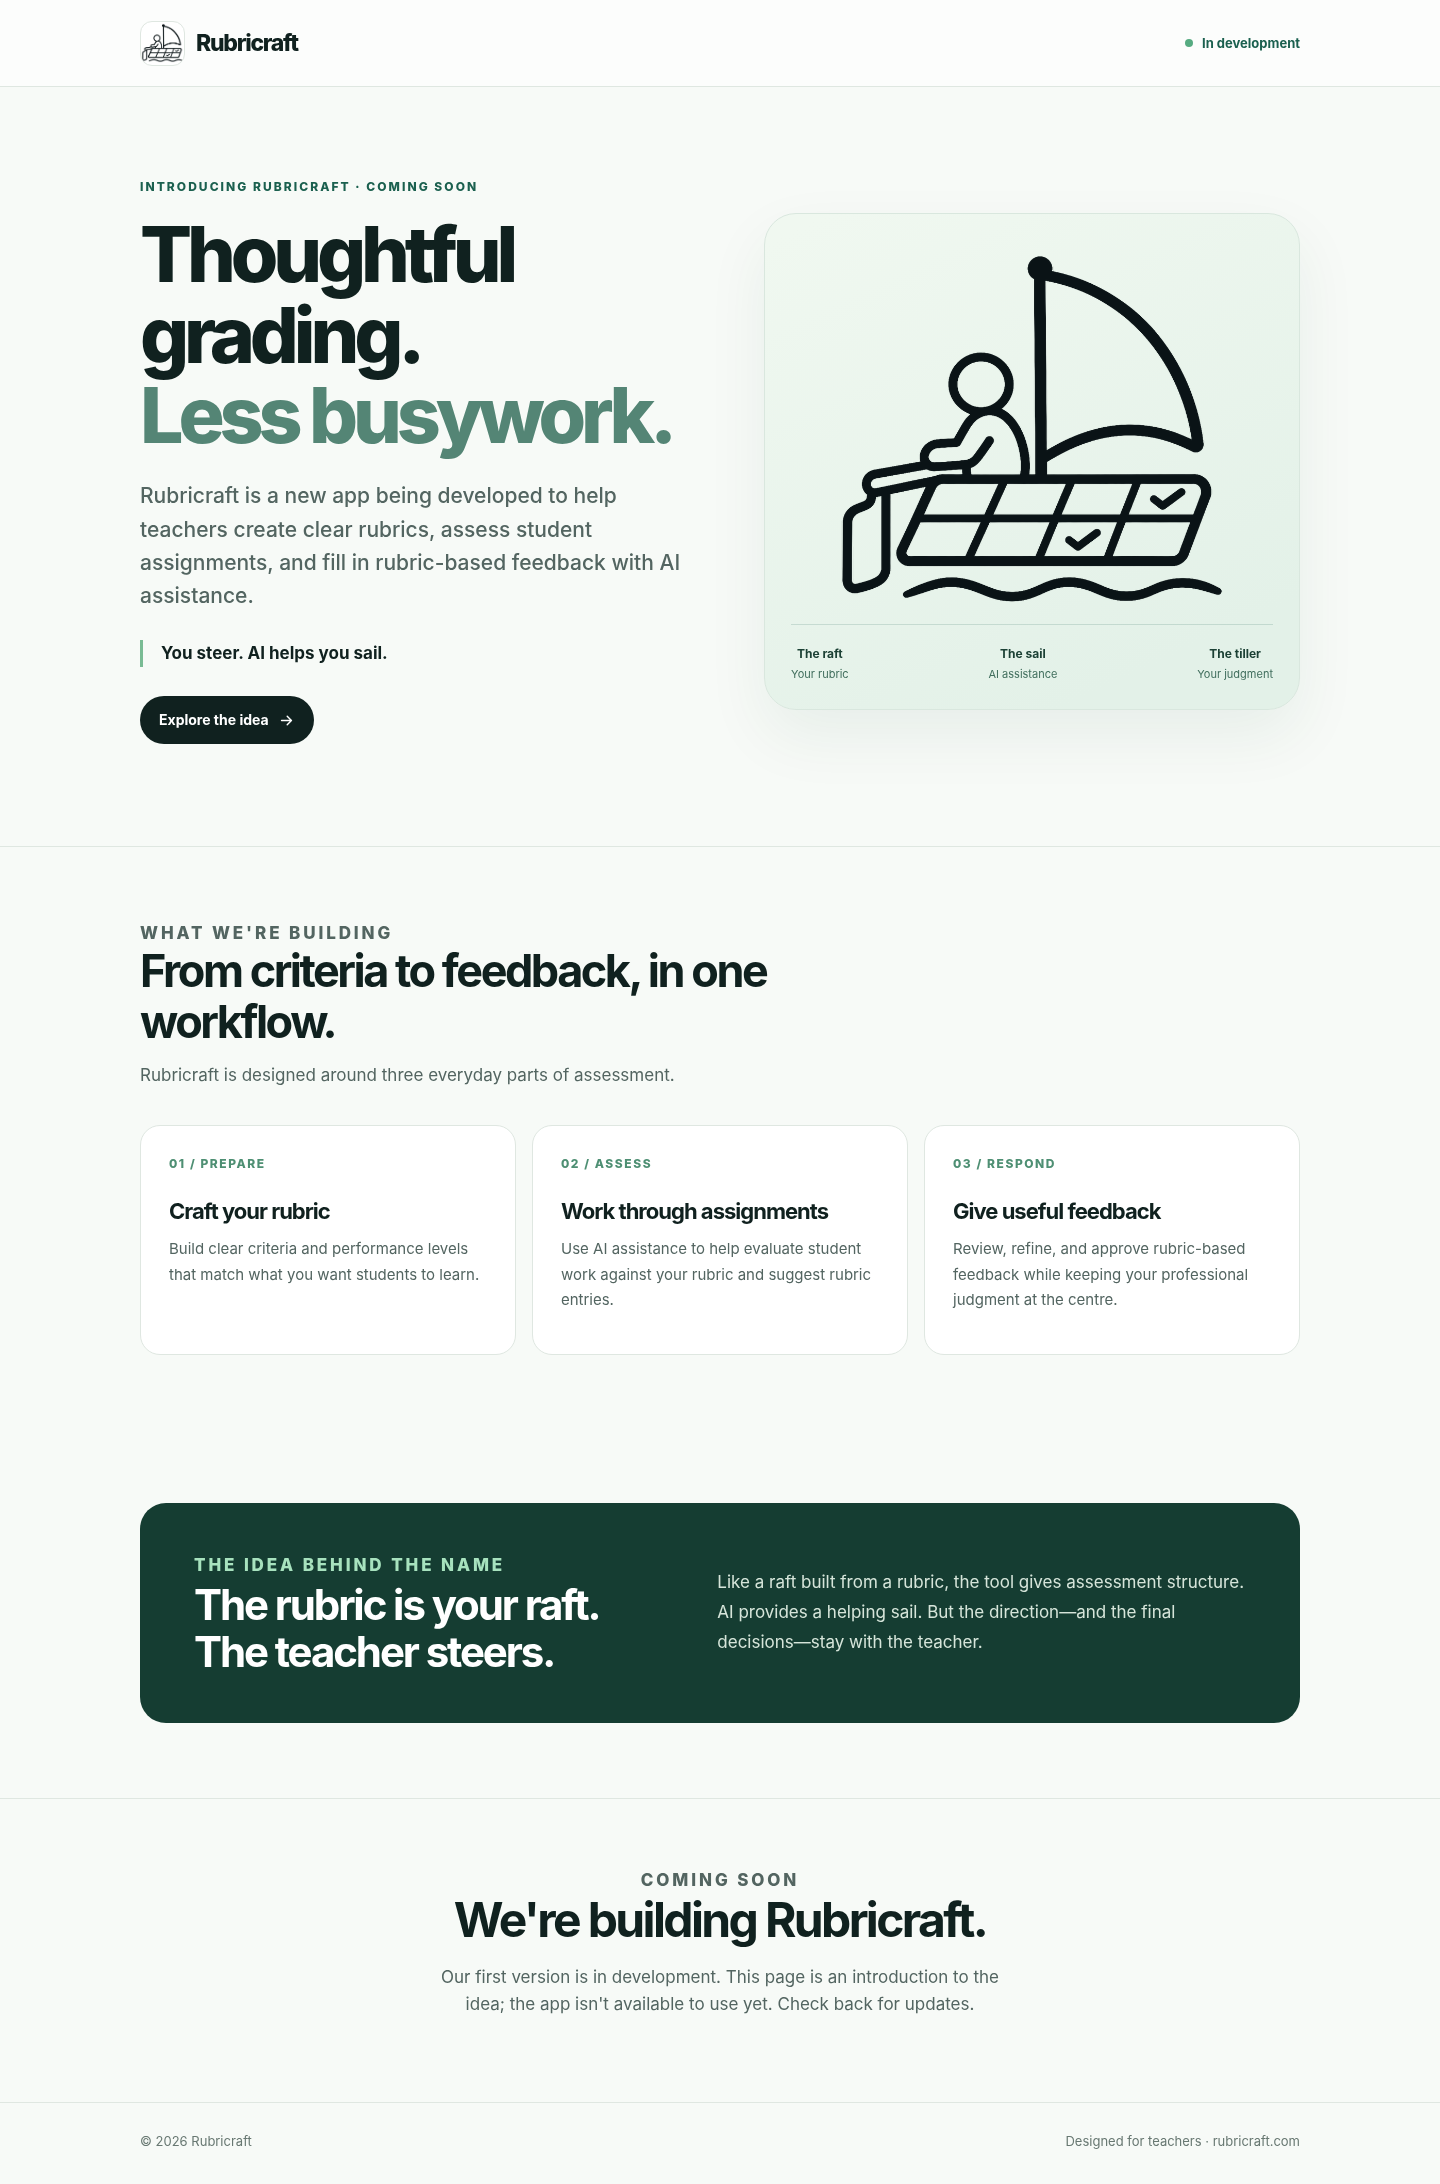 Rubricraft
In development
INTRODUCING RUBRICRAFT · COMING SOON
Thoughtful
grading.
Less busywork.
Rubricraft is a new app being developed to help
teachers create clear rubrics, assess student
assignments, and fill in rubric-based feedback with AI
assistance.
You steer. AI helps you sail.
Explore the idea →
The raft
Your rubric
The sail
AI assistance
The tiller
Your judgment
WHAT WE'RE BUILDING
From criteria to feedback, in one
workflow.
Rubricraft is designed around three everyday parts of assessment.
01 / PREPARE
Craft your rubric
Build clear criteria and performance levels
that match what you want students to learn.
02 / ASSESS
Work through assignments
Use AI assistance to help evaluate student
work against your rubric and suggest rubric
entries.
03 / RESPOND
Give useful feedback
Review, refine, and approve rubric-based
feedback while keeping your professional
judgment at the centre.
THE IDEA BEHIND THE NAME
The rubric is your raft.
The teacher steers.
Like a raft built from a rubric, the tool gives assessment structure.
AI provides a helping sail. But the direction—and the final
decisions—stay with the teacher.
COMING SOON
We're building Rubricraft.
Our first version is in development. This page is an introduction to the
idea; the app isn't available to use yet. Check back for updates.
© 2026 Rubricraft
Designed for teachers · rubricraft.com